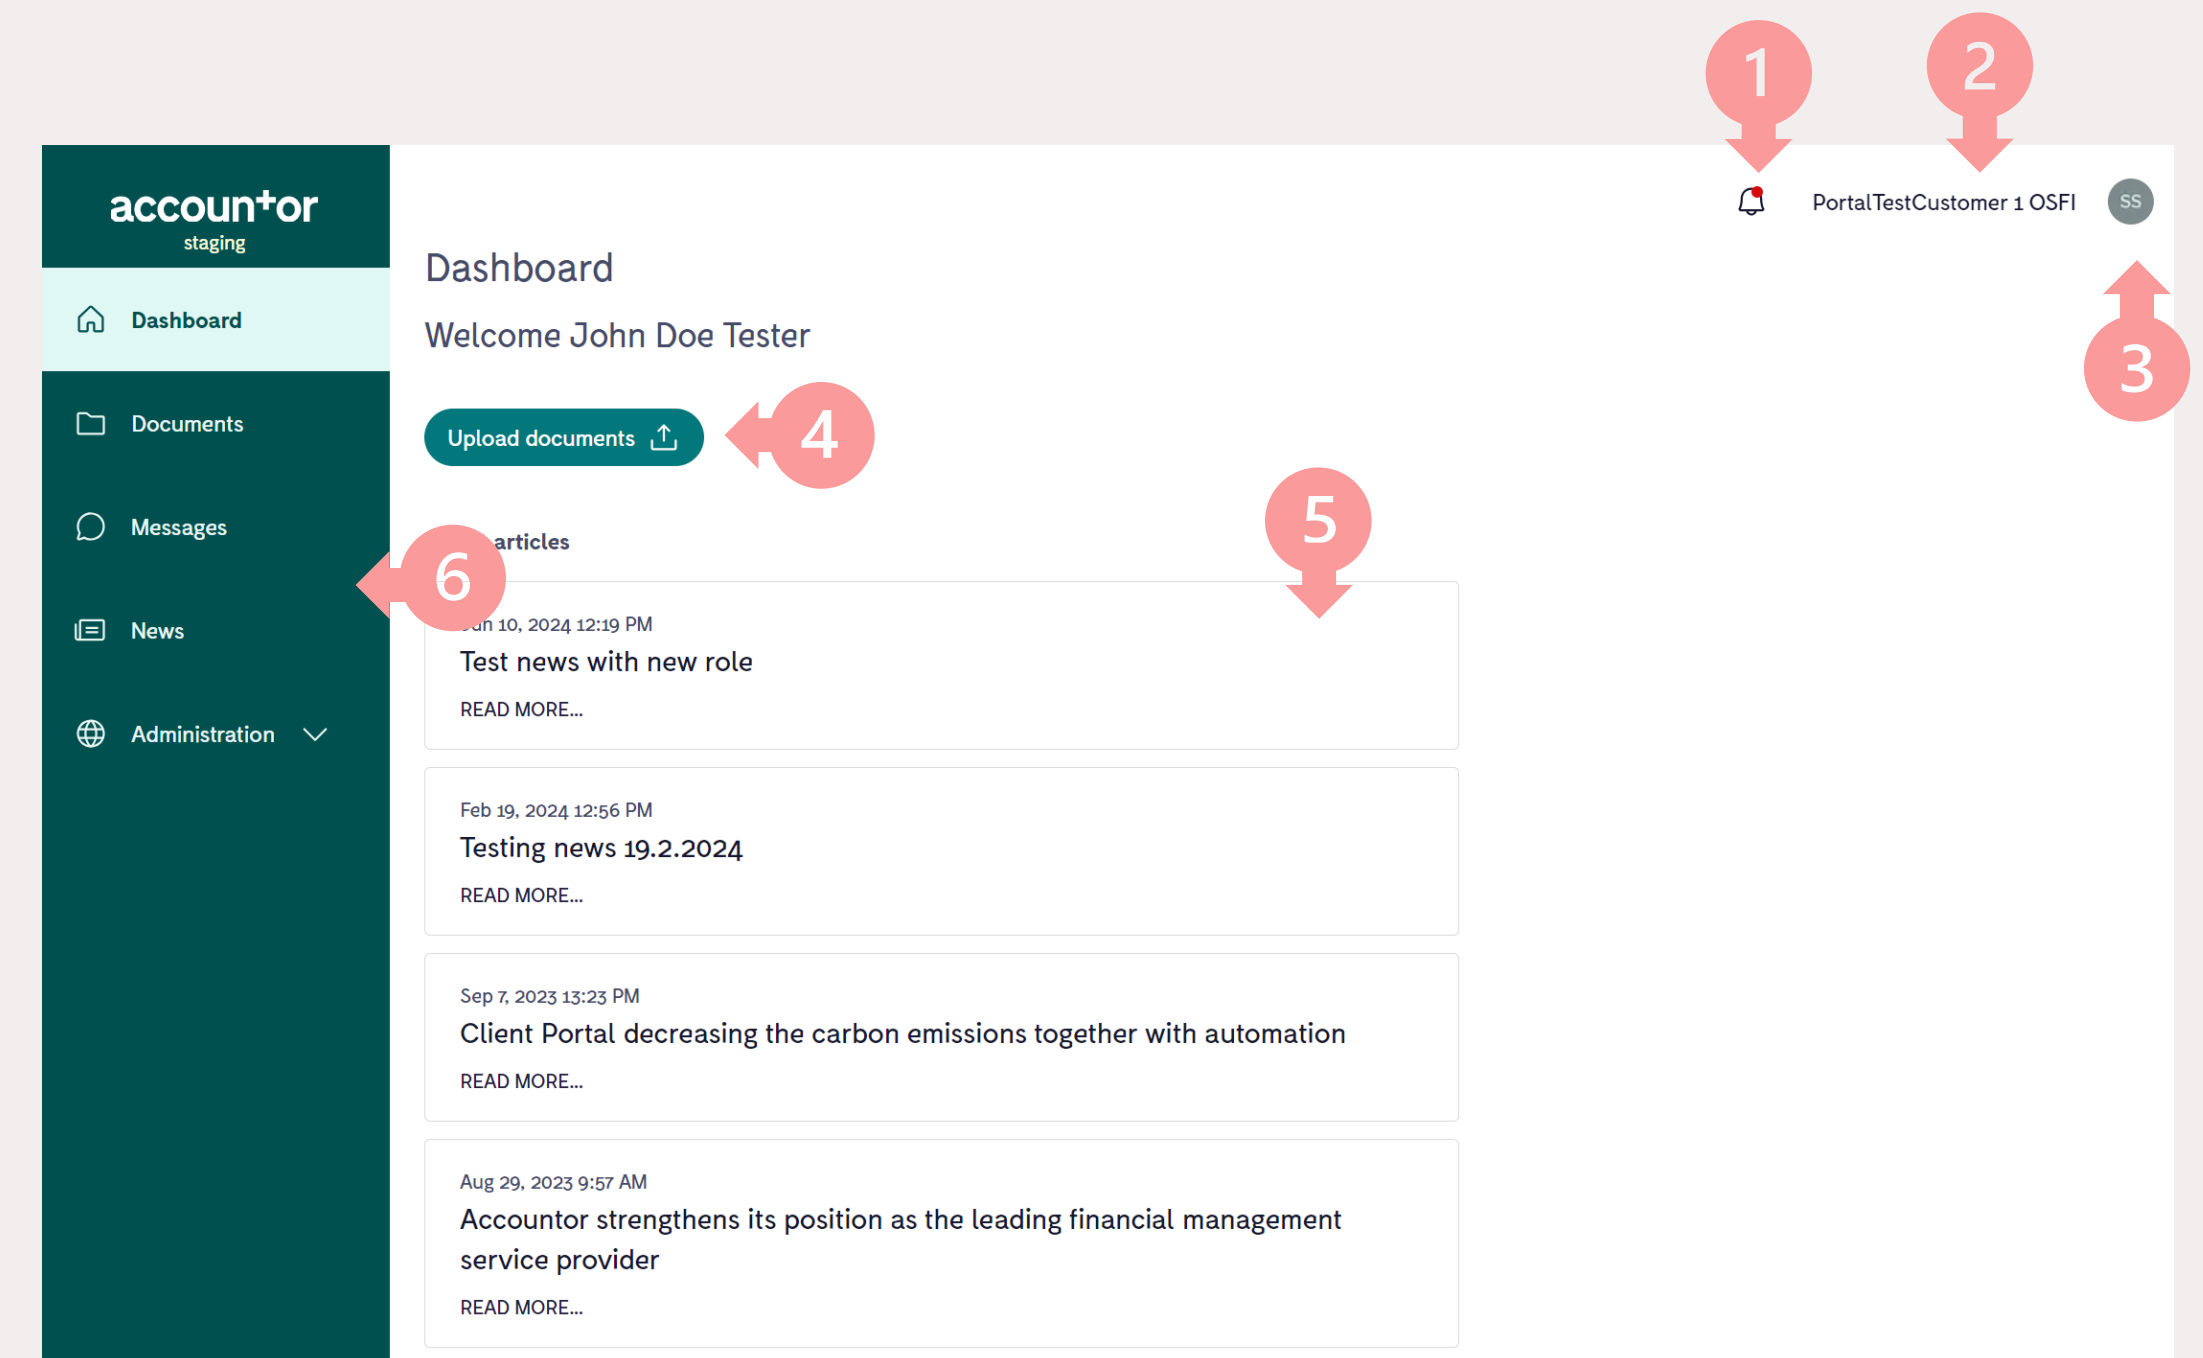 1
2
accountor
staging
PortalTestCustomer 1 OSFI
SS
3
Dashboard
Documents
Messages
News
Administration
Dashboard
Welcome John Doe Tester
Upload documents
4
5
6
articles
Jun 10, 2024 12:19 PM
Test news with new role
READ MORE...
Feb 19, 2024 12:56 PM
Testing news 19.2.2024
READ MORE...
Sep 7, 2023 13:23 PM
Client Portal decreasing the carbon emissions together with automation
READ MORE...
Aug 29, 2023 9:57 AM
Accountor strengthens its position as the leading financial management
service provider
READ MORE...